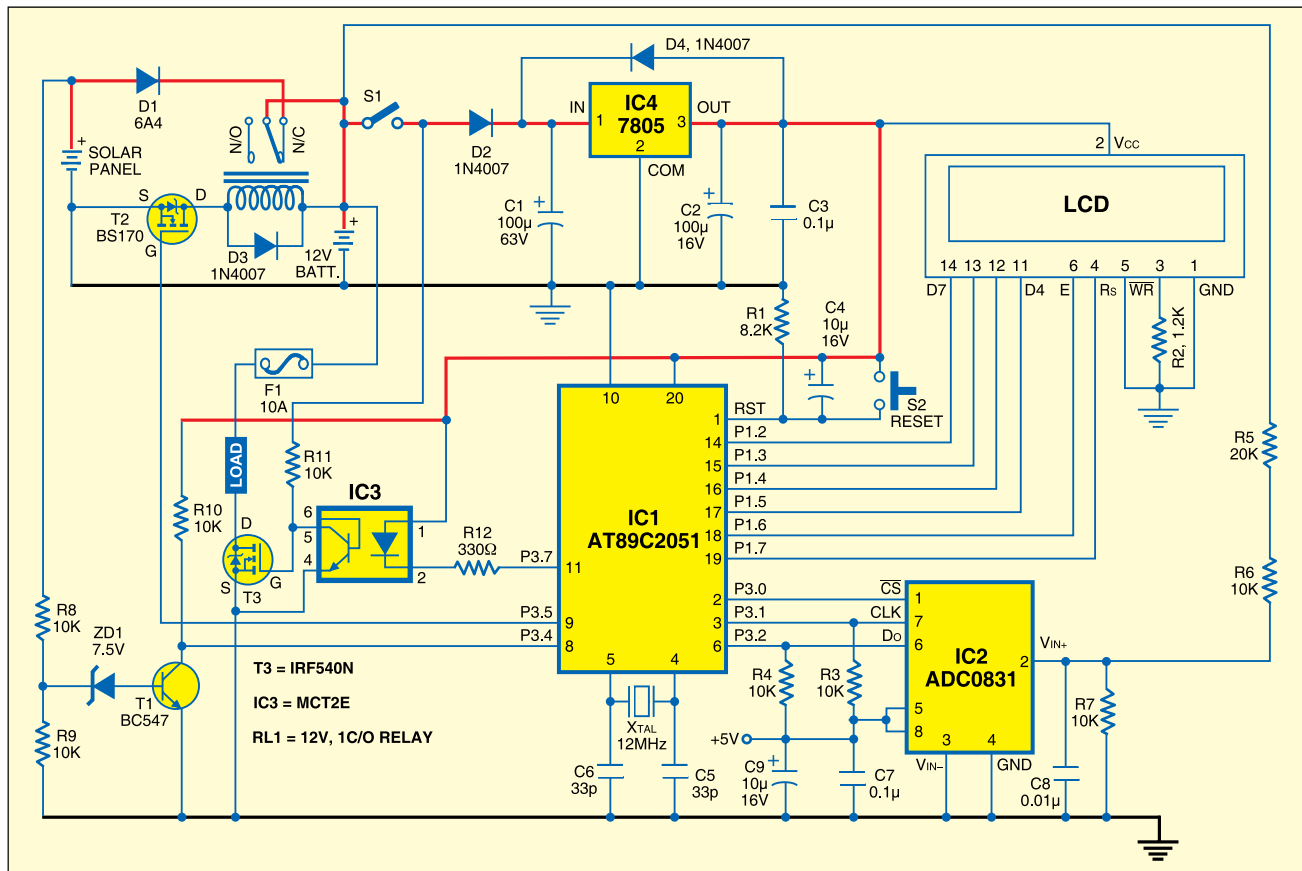 D1
6A4
+
SOLAR
PANEL
N/O
N/C
S1
D2
1N4007
D4, 1N4007
IN
1
IC4
7805
3
OUT
2
COM
S
D
T2
BS170
G
D3
1N4007
+
12V
BATT.
+
C1
100µ
63V
+
C2
100µ
16V
C3
0.1µ
2
VCC
LCD
14
13
12
11
6
4
5
3
1
D7
D4
E
RS
WR
GND
R2, 1.2K
R1
8.2K
C4
10µ
16V
+
S2
RESET
F1
10A
LOAD
R11
10K
R10
10K
IC3
6
5
4
1
2
R12
330Ω
D
S
G
T3
P3.7
11
P3.5
9
P3.4
8
10
20
IC1
AT89C2051
5
4
1
RST
14
P1.2
15
P1.3
16
P1.4
17
P1.5
18
P1.6
19
P1.7
2
P3.0
3
P3.1
6
P3.2
CS
1
CLK
7
DO
6
IC2
ADC0831
5
8
3
4
VIN–
GND
2
VIN+
R5
20K
R6
10K
R7
10K
C8
0.01µ
R4
10K
R3
10K
+5V
+
C9
10µ
16V
C7
0.1µ
XTAL
12MHz
C6
33p
C5
33p
R8
10K
R9
10K
ZD1
7.5V
T1
BC547
T3 = IRF540N
IC3 = MCT2E
RL1 = 12V, 1C/O RELAY